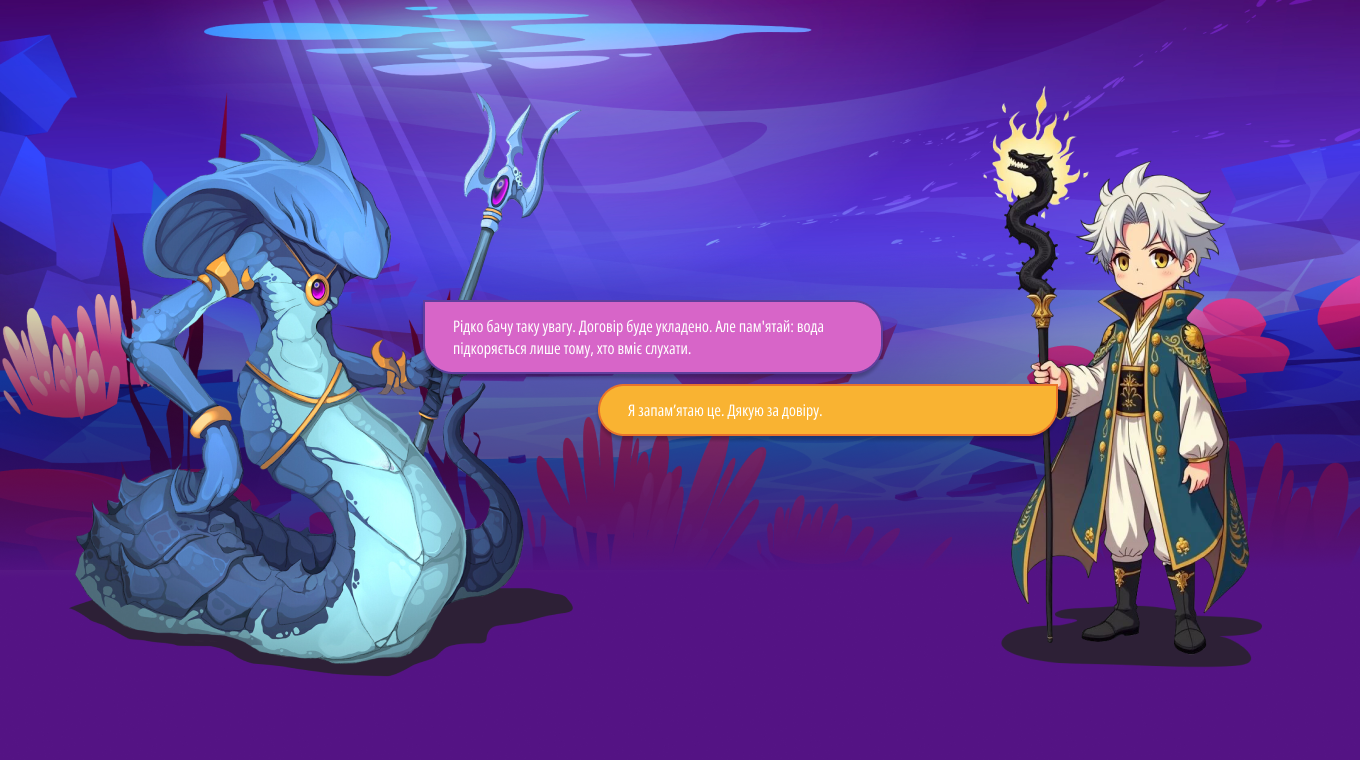 Рідко бачу таку увагу. Договір буде укладено. Але пам'ятай: вода
підкоряється лише тому, хто вміє слухати.
Я запам’ятаю це. Дякую за довіру.